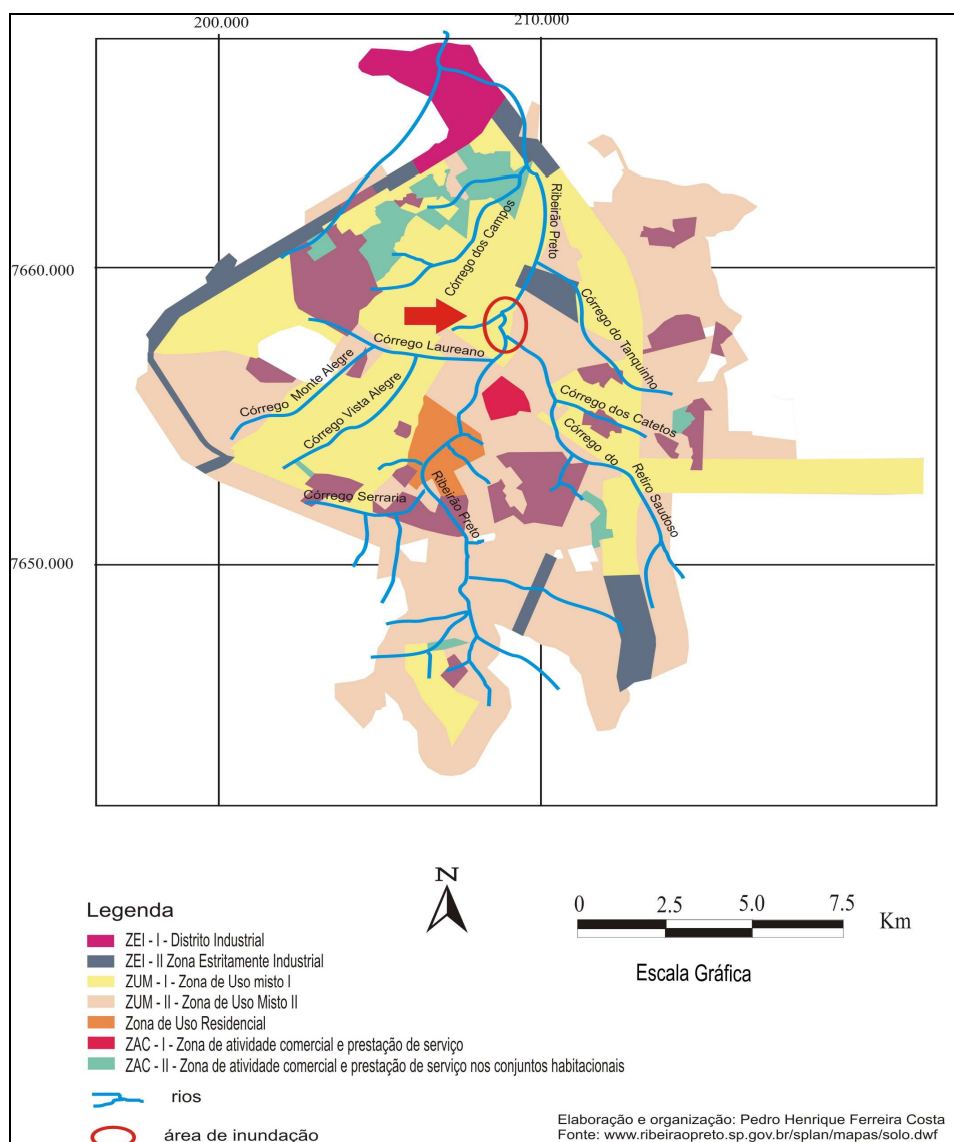 200.000
210.000
7660.000
7650.000
Ribeirão Preto
Córrego dos Campos
Córrego do Tanquinho
Córrego Laureano
Córrego Monte Alegre
Córrego Vista Alegre
Córrego dos Catetos
Córrego do Retiro Saudoso
Córrego Serraria
Ribeirão Preto
N
0 2.5 5.0 7.5
Km
Escala Gráfica
Legenda
ZEI - I - Distrito Industrial
ZEI - II Zona Estritamente Industrial
ZUM - I - Zona de Uso misto I
ZUM - II - Zona de Uso Misto II
Zona de Uso Residencial
ZAC - I - Zona de atividade comercial e prestação de serviço
ZAC - II - Zona de atividade comercial e prestação de serviço nos conjuntos habitacionais
rios
área de inundação
Elaboração e organização: Pedro Henrique Ferreira Costa
Fonte: www.ribeiraopreto.sp.gov.br/splan/mapas/solo.dwf